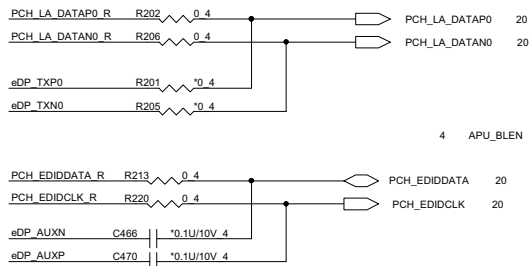 PCH_LA_DATAP0_R R202 0_4 PCH_LA_DATAP0 20
PCH_LA_DATAN0_R R206 0_4 PCH_LA_DATAN0 20
eDP_TXP0 R201 *0_4
eDP_TXN0 R205 *0_4
4 APU_BLEN
PCH_EDIDDATA_R R213 0_4 PCH_EDIDDATA 20
PCH_EDIDCLK_R R220 0_4 PCH_EDIDCLK 20
eDP_AUXN C466 *0.1U/10V_4
eDP_AUXP C470 *0.1U/10V_4